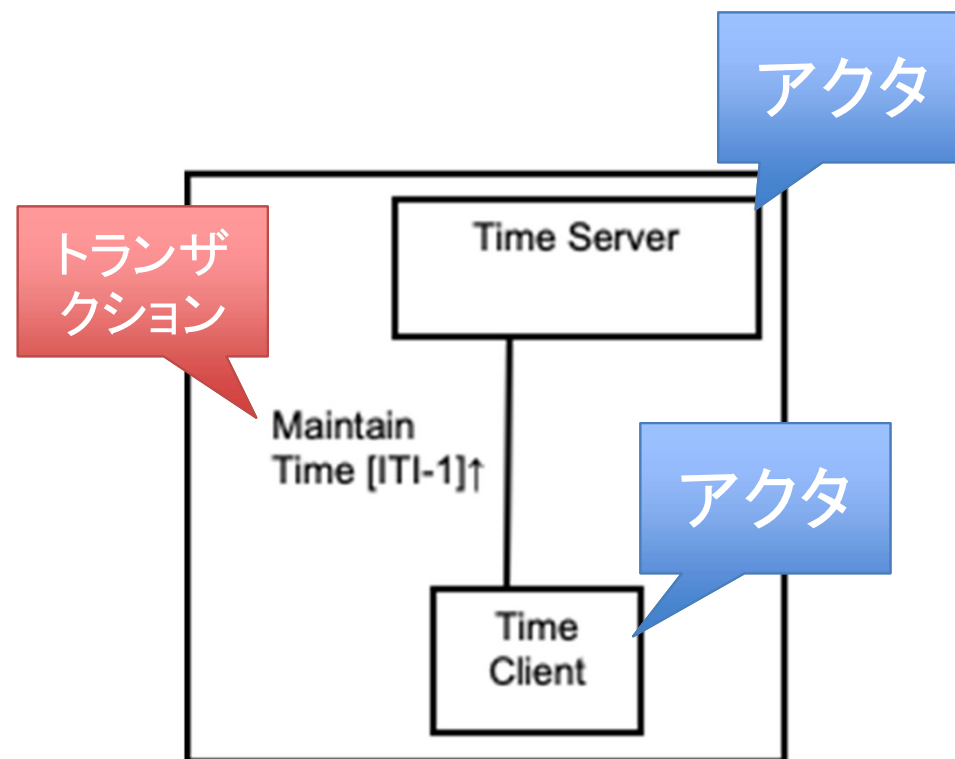 アクタ
Time Server
トランザ
クション
Maintain
Time [ITI-1]↑
アクタ
Time
Client